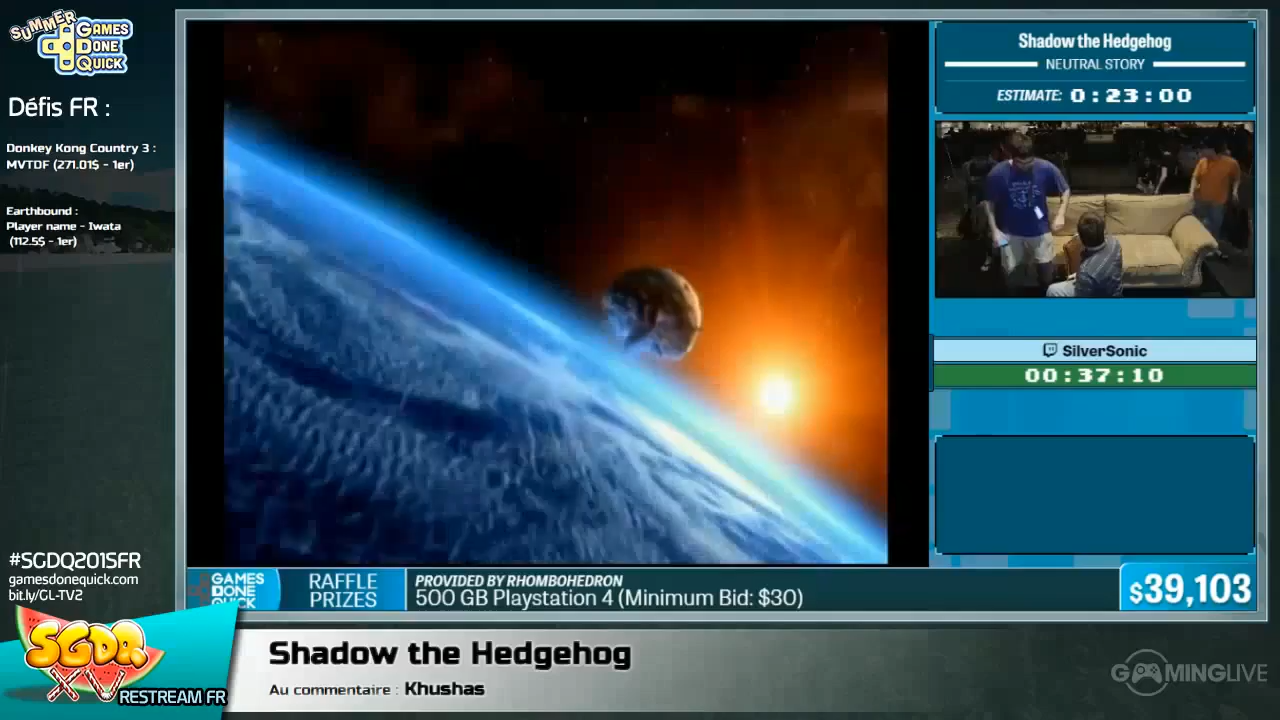 SUMMER
GAMES
DONE
QUICK
Défis FR :
Donkey Kong Country 3 :
MVTDF (271.01$ - 1er)
Earthbound :
Player name - Iwata
(112.5$ - 1er)
#SGDQ2015FR
gamesdonequick.com
bit.ly/GL-TV2
Shadow the Hedgehog
NEUTRAL STORY
ESTIMATE: 0:23:00
SilverSonic
00:37:10
GAMES
DONE
QUICK
RAFFLE
PRIZES
PROVIDED BY RHOMBOHEDRON
500 GB Playstation 4 (Minimum Bid: $30)
$39,103
SGDQ
XV
RESTREAM FR
Shadow the Hedgehog
Au commentaire : Khushas
GAMINGLIVE